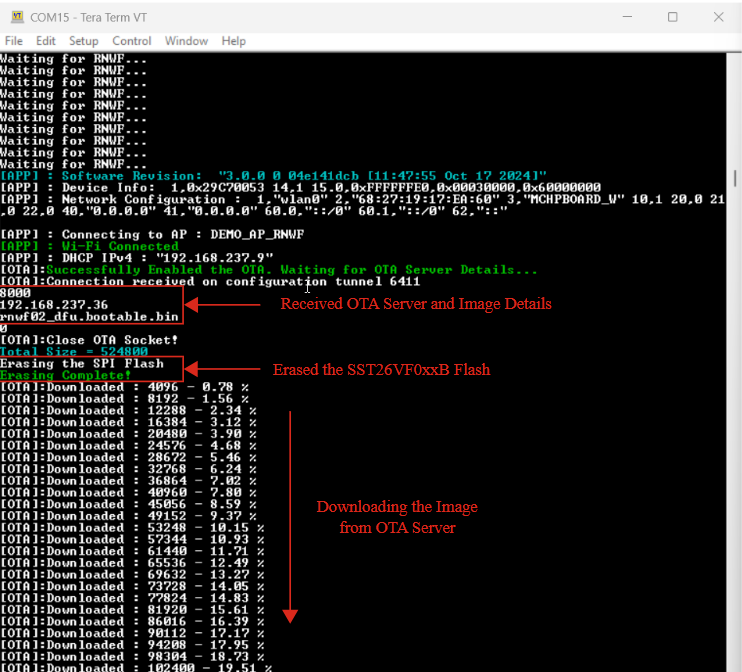 COM15 - Tera Term VT
File Edit Setup Control Window Help
Waiting for RNWF...
Waiting for RNWF...
Waiting for RNWF...
Waiting for RNWF...
Waiting for RNWF...
Waiting for RNWF...
Waiting for RNWF...
Waiting for RNWF...
Waiting for RNWF...
Waiting for RNWF...
[APP] : Software Revision: "3.0.0 0 04e141dcb [11:47:55 Oct 17 2024]"
[APP] : Device Info: 1,0x29C70053 14,1 15.0,0xFFFFFFE0,0x00030000,0x60000000
[APP] : Network Configuration : 1,"wlan0" 2,"68:27:19:17:EA:60" 3,"MCHPBOARD_W" 10,1 20,0 21
,0 22,0 40,"0.0.0.0" 41,"0.0.0.0" 60.0,"::/0" 60.1,"::/0" 62,"::"
[APP] : Connecting to AP : DEMO_AP_RNWF
[APP] : Wi-Fi Connected
[APP] : DHCP IPv4 : "192.168.237.9"
[OTA]:Successfully Enabled the OTA. Waiting for OTA Server Details...
[OTA]:Connection received on configuration tunnel 6411
8000
192.168.237.36
rnwf02_dfu.bootable.bin
Received OTA Server and Image Details
0
[OTA]:Close OTA Socket!
Total Size = 524800
Erasing the SPI Flash
Erasing Complete!
Erased the SST26VF0xxB Flash
[OTA]:Downloaded : 4096 - 0.78 %
[OTA]:Downloaded : 8192 - 1.56 %
[OTA]:Downloaded : 12288 - 2.34 %
[OTA]:Downloaded : 16384 - 3.12 %
[OTA]:Downloaded : 20480 - 3.90 %
[OTA]:Downloaded : 24576 - 4.68 %
[OTA]:Downloaded : 28672 - 5.46 %
[OTA]:Downloaded : 32768 - 6.24 %
[OTA]:Downloaded : 36864 - 7.02 %
[OTA]:Downloaded : 40960 - 7.80 %
[OTA]:Downloaded : 45056 - 8.59 %
[OTA]:Downloaded : 49152 - 9.37 %
[OTA]:Downloaded : 53248 - 10.15 %
[OTA]:Downloaded : 57344 - 10.93 %
[OTA]:Downloaded : 61440 - 11.71 %
[OTA]:Downloaded : 65536 - 12.49 %
[OTA]:Downloaded : 69632 - 13.27 %
[OTA]:Downloaded : 73728 - 14.05 %
[OTA]:Downloaded : 77824 - 14.83 %
[OTA]:Downloaded : 81920 - 15.61 %
[OTA]:Downloaded : 86016 - 16.39 %
[OTA]:Downloaded : 90112 - 17.17 %
[OTA]:Downloaded : 94208 - 17.95 %
[OTA]:Downloaded : 98304 - 18.73 %
[OTA]:Downloaded : 102400 - 19.51 %
Downloading the Image
from OTA Server